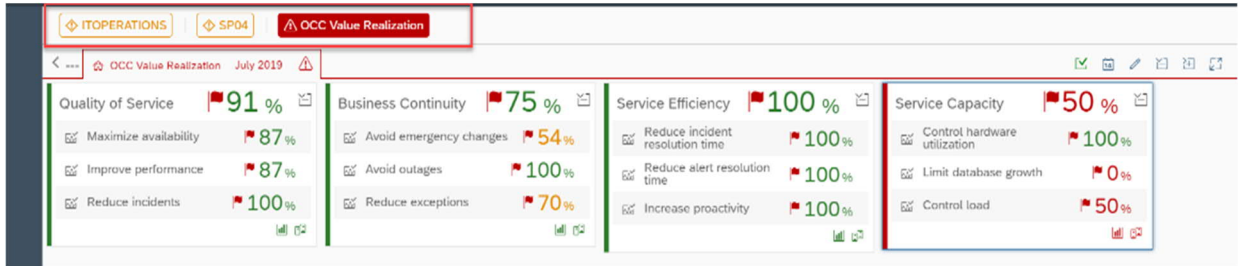 ITOPERATIONS SP04 OCC Value Realization
OCC Value Realization July 2019
Quality of Service 91 %
Maximize availability 87%
Improve performance 87%
Reduce incidents 100%
Business Continuity 75 %
Avoid emergency changes 54%
Avoid outages 100%
Reduce exceptions 70%
Service Efficiency 100 %
Reduce incident
resolution time 100%
Reduce alert resolution
time 100%
Increase proactivity 100%
Service Capacity 50 %
Control hardware
utilization 100%
Limit database growth 0%
Control load 50%